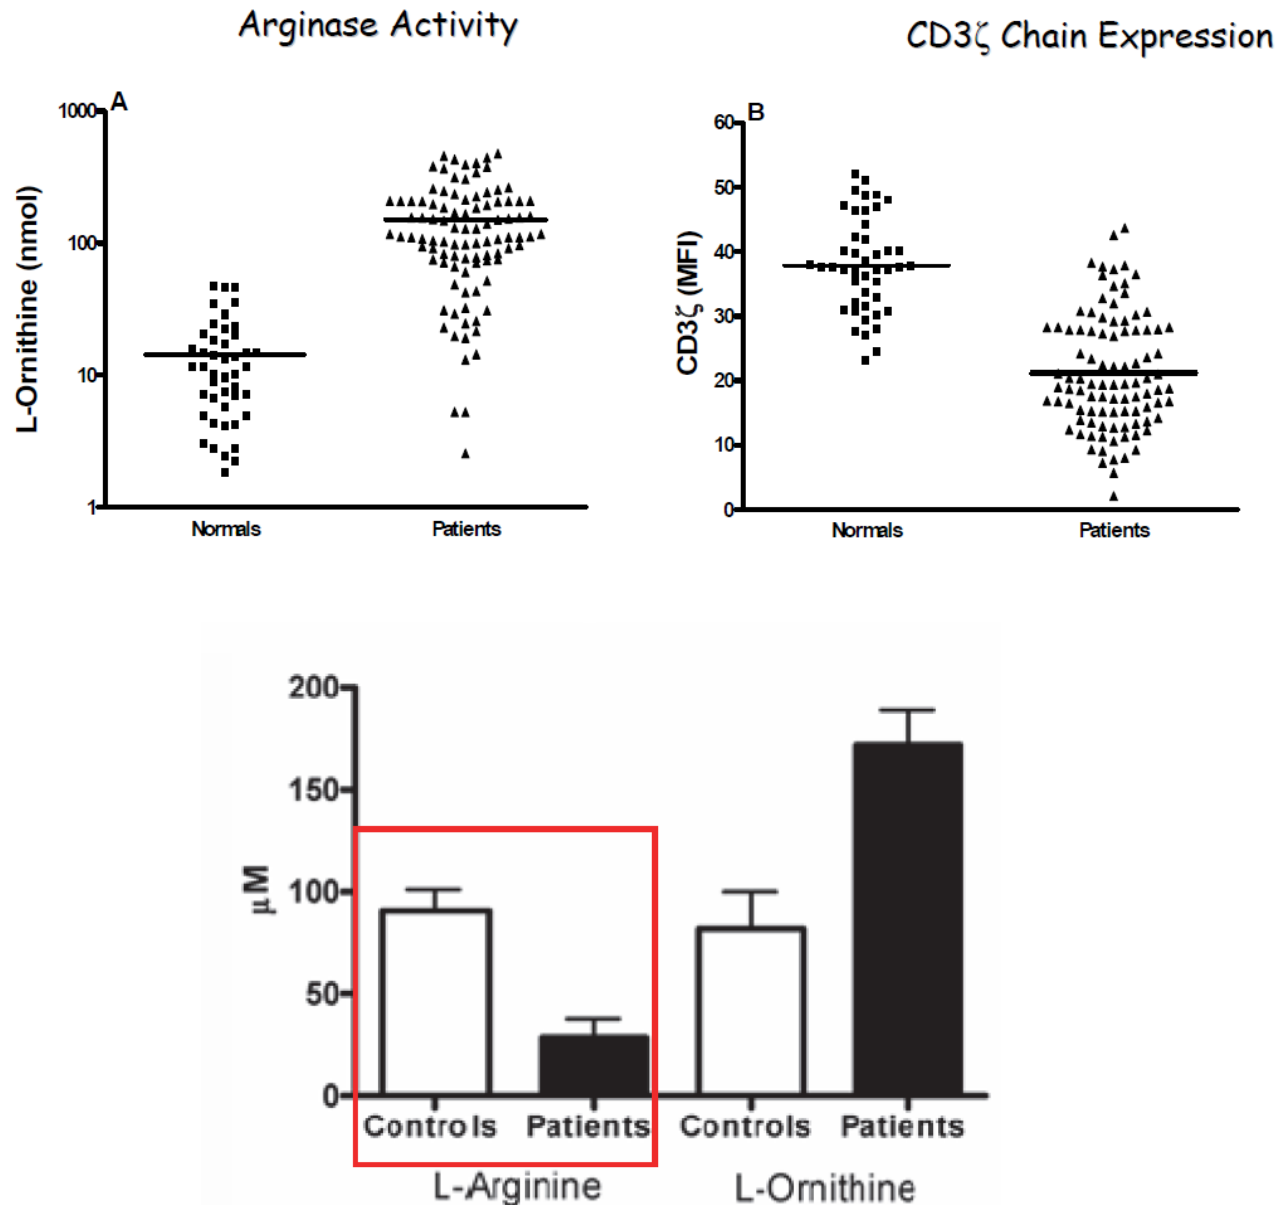 Arginase Activity
CD3ζ Chain Expression
A
1000
100
10
1
L-Ornithine (nmol)
Normals Patients
B
60
50
40
30
20
10
0
CD3ζ (MFI)
Normals Patients
200
150
100
50
0
μM
Controls Patients Controls Patients
L-Arginine L-Ornithine